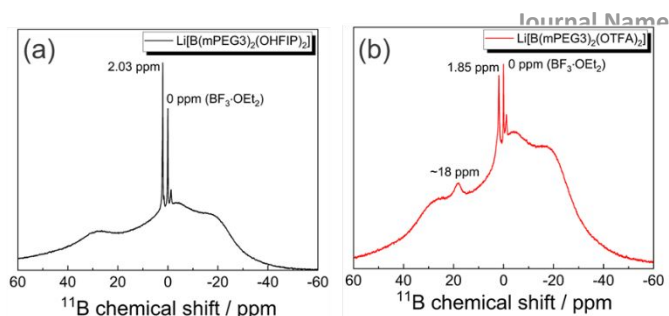 Journal Name
(a)
Li[B(mPEG3)₂(OHFIP)₂]
2.03 ppm
0 ppm (BF₃·OEt₂)
60 40 20 0 -20 -40 -60
¹¹B chemical shift / ppm
(b)
Li[B(mPEG3)₂(OTFA)₂]
1.85 ppm
0 ppm (BF₃·OEt₂)
~18 ppm
60 40 20 0 -20 -40 -60
¹¹B chemical shift / ppm